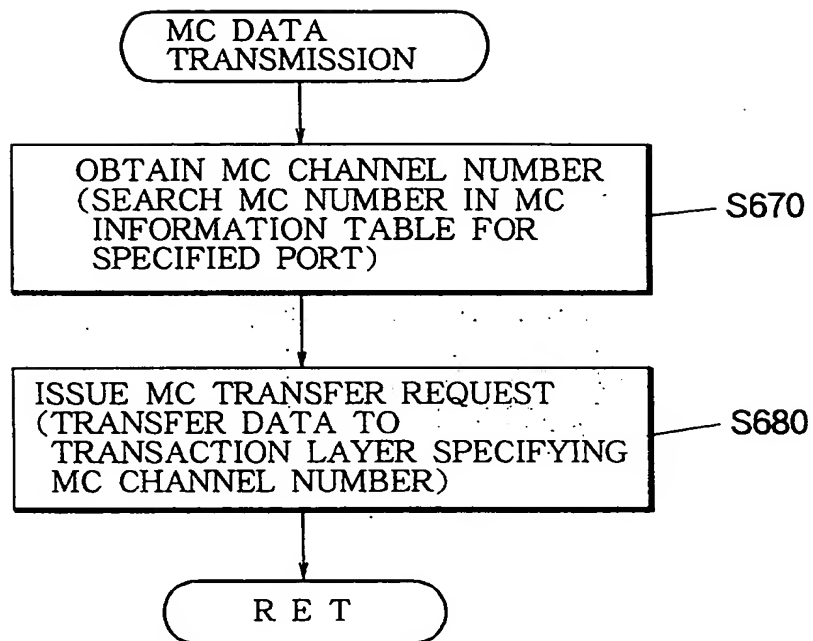 MC DATA
TRANSMISSION
OBTAIN MC CHANNEL NUMBER
(SEARCH MC NUMBER IN MC
INFORMATION TABLE FOR
SPECIFIED PORT)
S670
ISSUE MC TRANSFER REQUEST
(TRANSFER DATA TO
TRANSACTION LAYER SPECIFYING
MC CHANNEL NUMBER)
S680
R E T